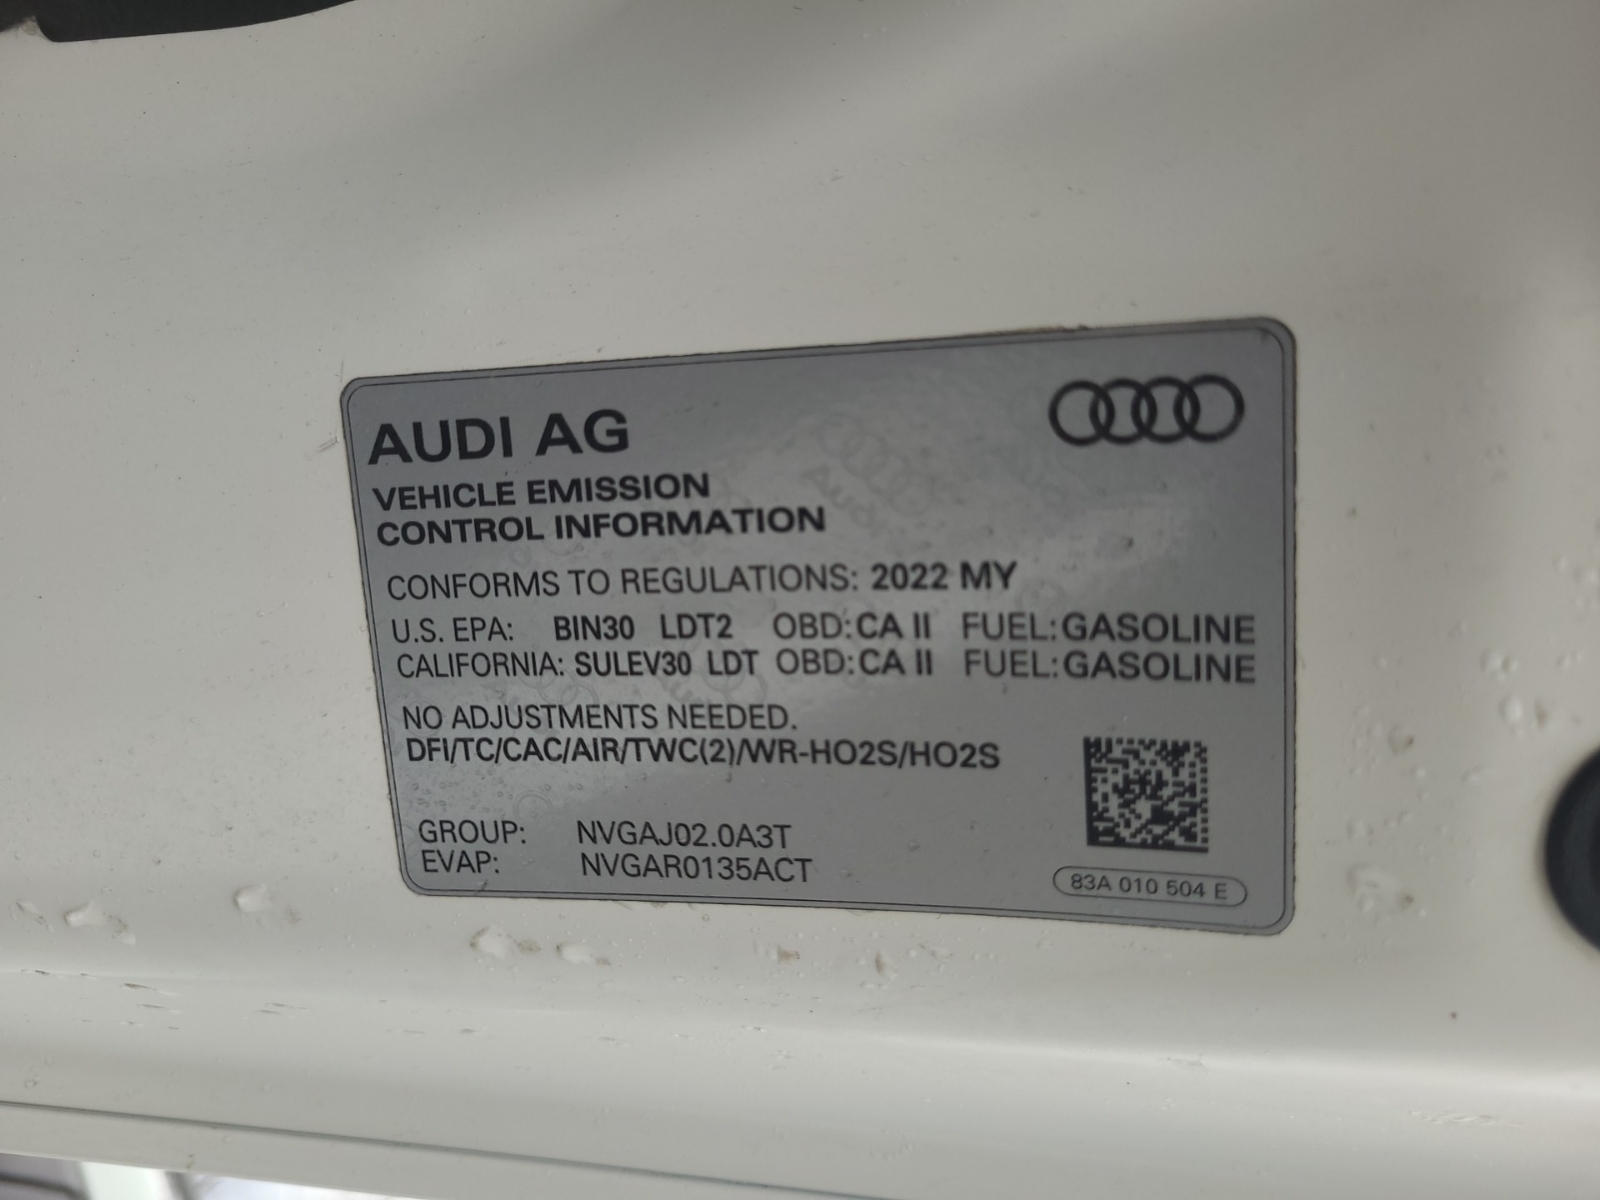 AUDI AG
VEHICLE EMISSION
CONTROL INFORMATION
CONFORMS TO REGULATIONS: 2022 MY
U.S. EPA: BIN30 LDT2 OBD:CA II FUEL:GASOLINE
CALIFORNIA: SULEV30 LDT OBD:CA II FUEL:GASOLINE
NO ADJUSTMENTS NEEDED.
DFI/TC/CAC/AIR/TWC(2)/WR-HO2S/HO2S
GROUP: NVGAJ02.0A3T
EVAP: NVGAR0135ACT
83A 010 504 E